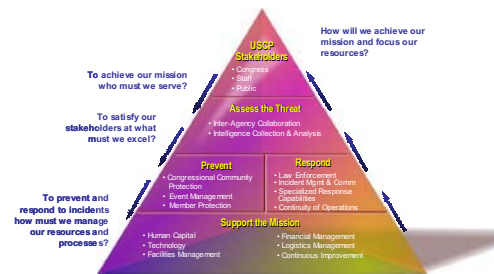 How will we achieve our
mission and focus our
resources?
USCP
Stakeholders
• Congress
• Staff
• Public
To achieve our mission
who must we serve?
Assess the Threat
• Inter-Agency Collaboration
• Intelligence Collection & Analysis
To satisfy our
stakeholders at what
must we excel?
Prevent
• Congressional Community
Protection
• Event Management
• Member Protection
Respond
• Law Enforcement
• Incident Mgmt & Comm
• Specialized Response
Capabilities
• Continuity of Operations
To prevent and
respond to incidents
how must we manage
our resources and
processes?
Support the Mission
• Human Capital
• Technology
• Facilities Management
• Financial Management
• Logistics Management
• Continuous Improvement